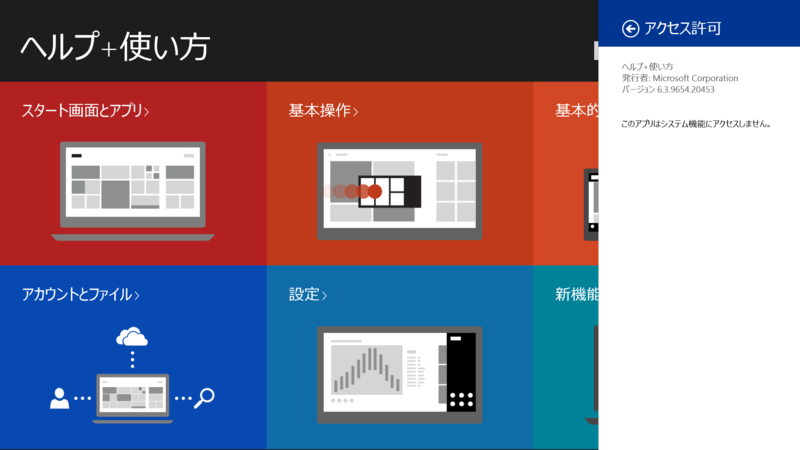 ヘルプ+使い方
スタート画面とアプリ›
基本操作›
基本的
アカウントとファイル›
設定›
新機能
アクセス許可
ヘルプ+使い方
発行者: Microsoft Corporation
バージョン 6.3.9654.20453
このアプリはシステム機能にアクセスしません。